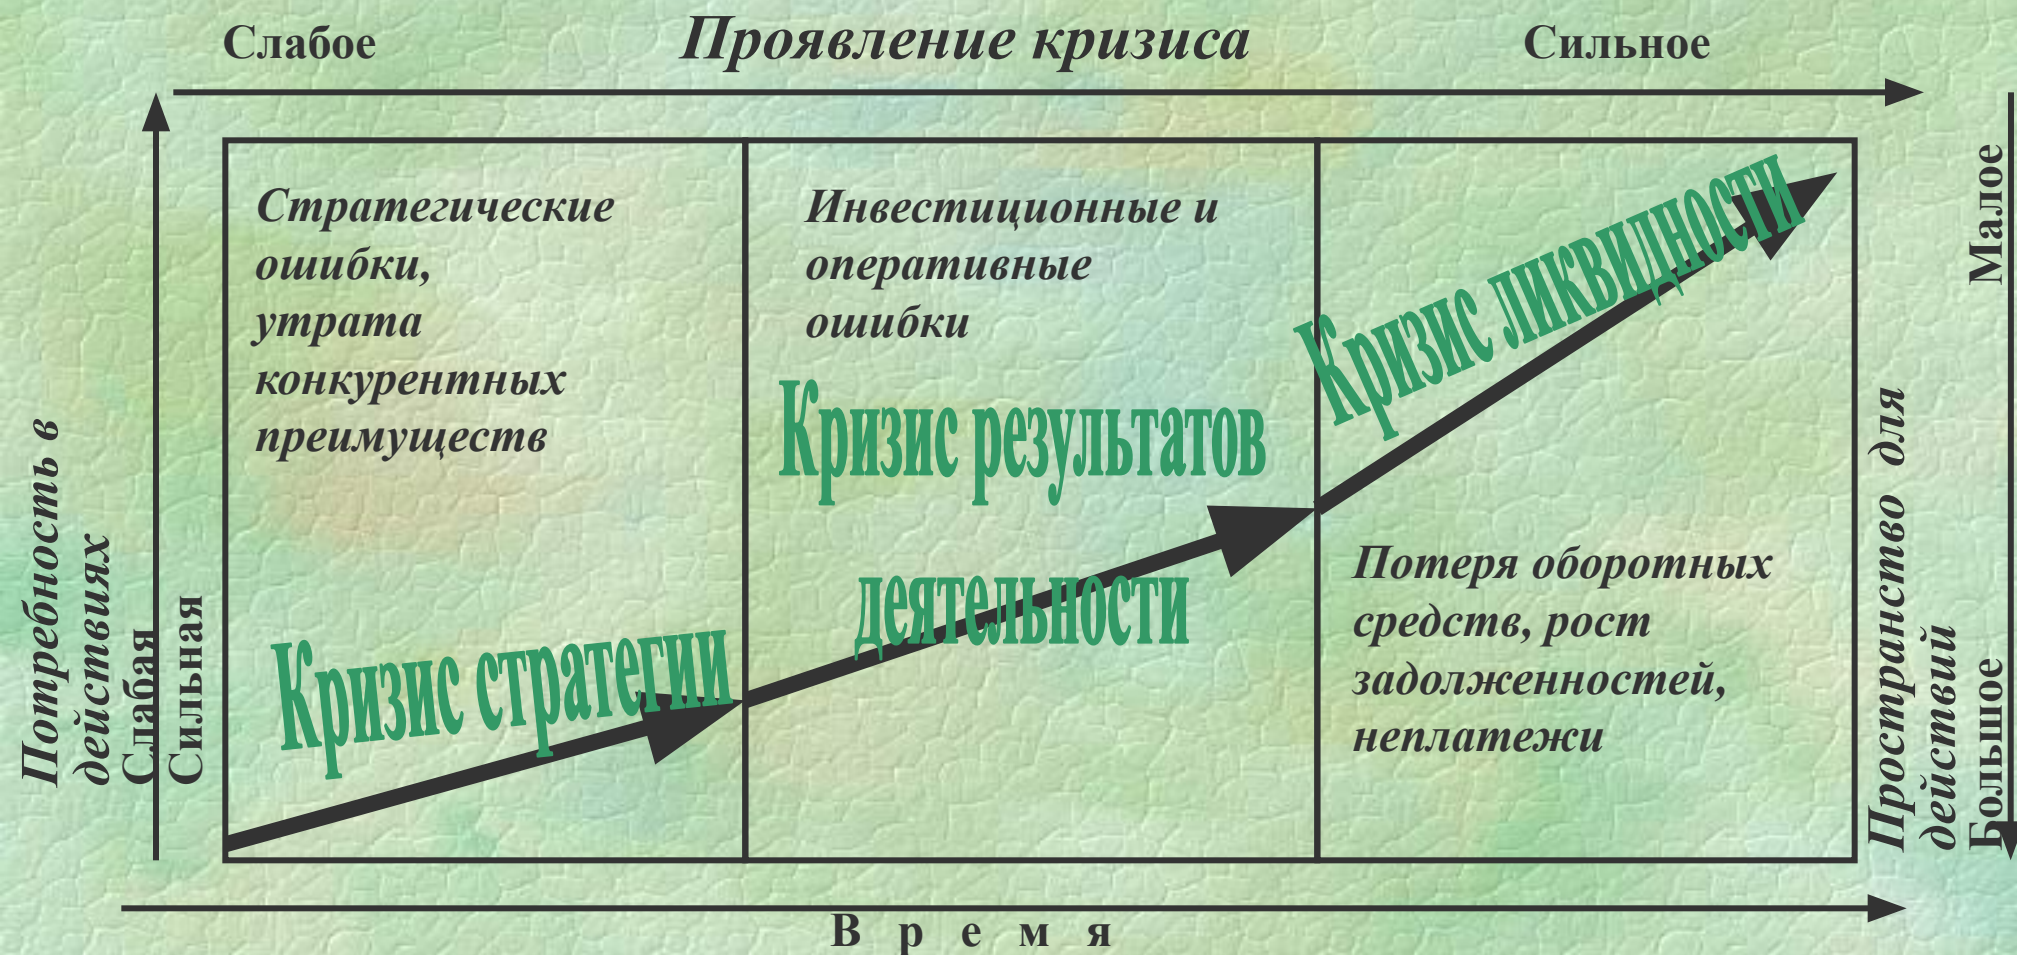 Слабое
Проявление кризиса
Сильное
Потребность в
действиях
Слабая
Сильная
Стратегические
ошибки,
утрата
конкурентных
преимуществ
Кризис стратегии
Инвестиционные и
оперативные
ошибки
Кризис результатов
деятельности
Кризис ликвидности
Потеря оборотных
средств, рост
задолженностей,
неплатежи
Пространство для
действий
Большое
Малое
В р е м я